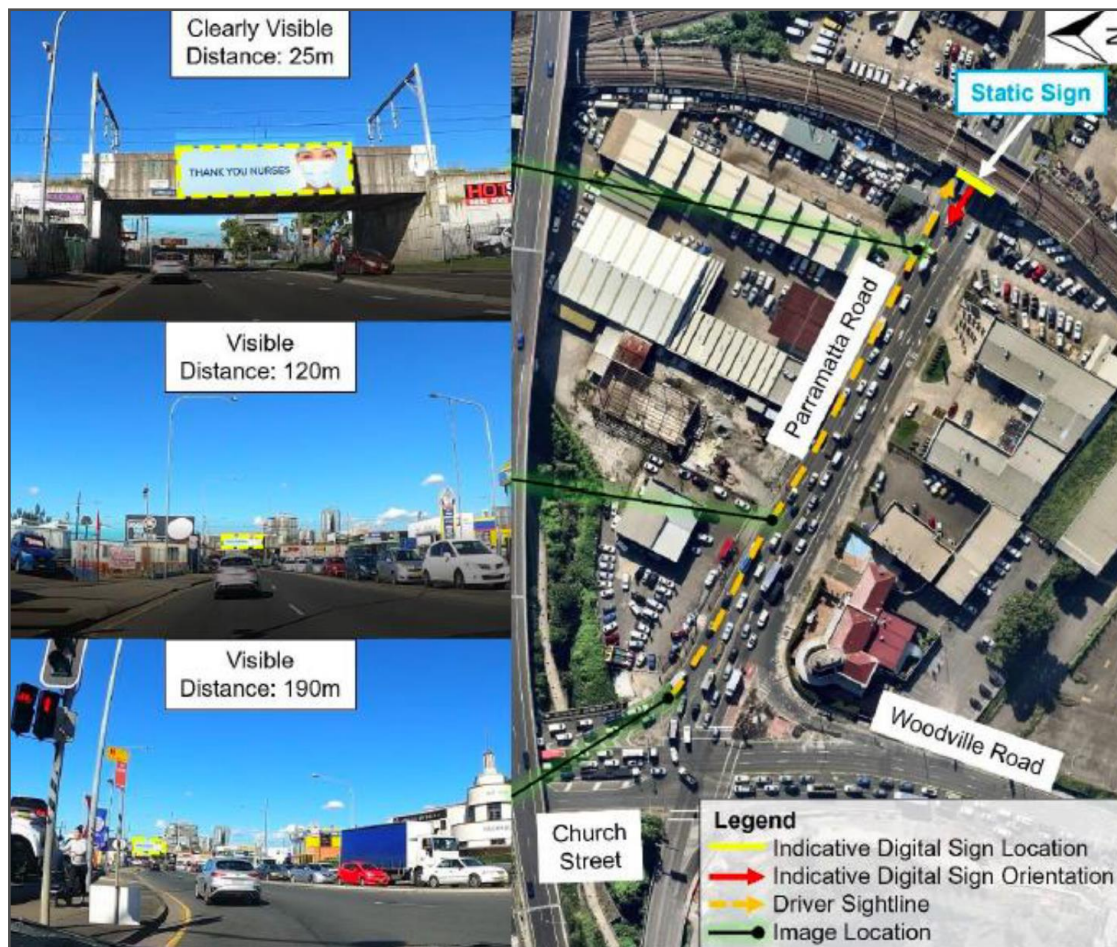 Clearly Visible
Distance: 25m
THANK YOU NURSES
Visible
Distance: 120m
Visible
Distance: 190m
N
Static Sign
Parramatta Road
Woodville Road
Church
Street
Legend
Indicative Digital Sign Location
Indicative Digital Sign Orientation
Driver Sightline
Image Location